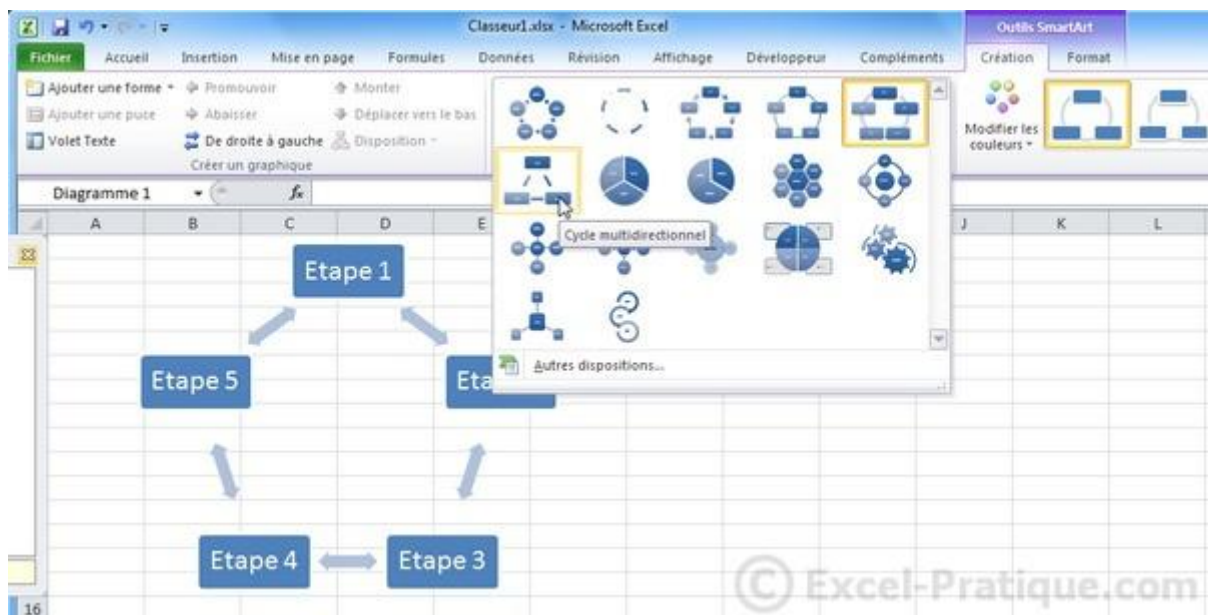 Classeur1.xlsx - Microsoft Excel
Outils SmartArt
Fichier Accueil Insertion Mise en page Formules Données Révision Affichage Développeur Compléments Création Format
Ajouter une forme Promouvoir Monter
Ajouter une puce Abaisser Déplacer vers le bas
Volet Texte De droite à gauche Disposition
Créer un graphique
Modifier les
couleurs
Diagramme 1 fx
A B C D E J K L
Cycle multidirectionnel
Etape 1
Autres dispositions...
Etape 5 Eta
Etape 4 Etape 3
© Excel-Pratique.com
16